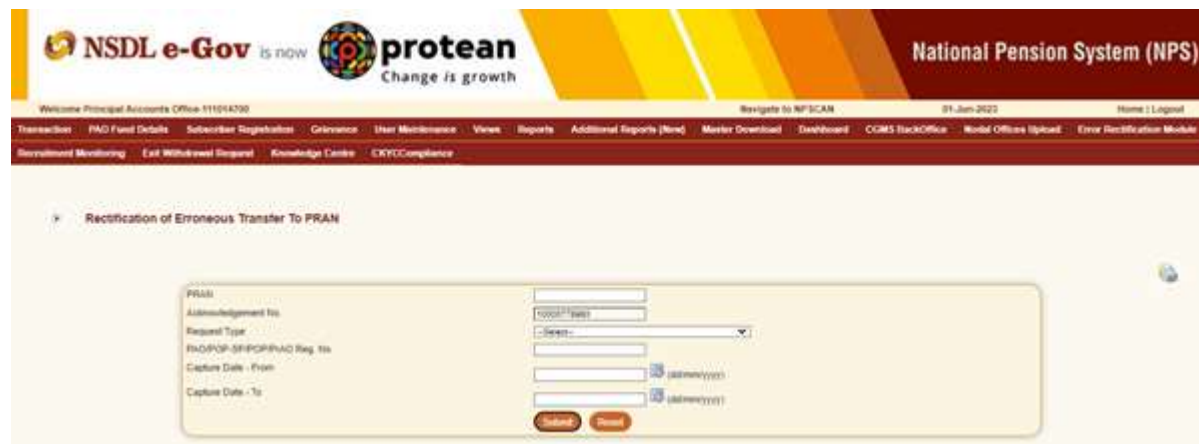 NSDL e-Gov is now protean
Change is growth
National Pension System (NPS)
Welcome Principal Accounts Office Navigate to NPSCAN 01-Jun-2023 Home | Logout
Transaction PAO Fund Details Subscriber Registration Grievance User Maintenance Views Reports Additional Reports (New) Master Download Dashboard CGMS BackOffice Nodal Offices Upload Error Rectification Module
Recruitment Monitoring Exit Withdrawal Request Knowledge Centre CKYCCompliance
Rectification of Erroneous Transfer To PRAN
PRAN
Acknowledgement No.
Request Type --Select--
PAO/POP-SP/POP/PrAO Reg. No.
Capture Date - From (dd/mm/yyyy)
Capture Date - To (dd/mm/yyyy)
Submit Reset